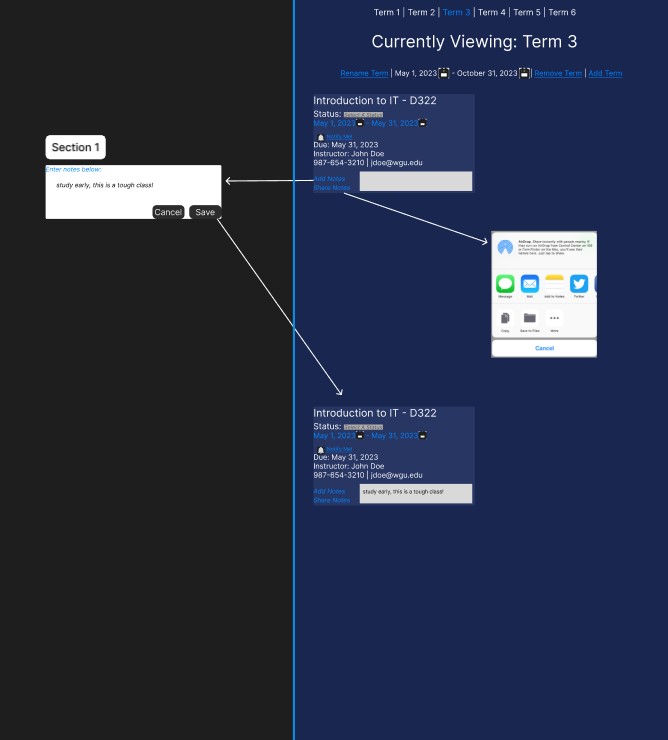 Term 1 | Term 2 | Term 3 | Term 4 | Term 5 | Term 6
Currently Viewing: Term 3
Rename Term | May 1, 2023 - October 31, 2023 | Remove Term | Add Term
Introduction to IT - D322
Status: Select A Status
May 1, 2023 - May 31, 2023
Notify Me!
Due: May 31, 2023
Instructor: John Doe
987-654-3210 | jdoe@wgu.edu
Add Notes
Share Notes
Section 1
Enter notes below:
study early, this is a tough class!
Cancel Save
AirDrop. Share instantly with people nearby. If
they turn on AirDrop from Control Center on iOS
or from Finder on the Mac, you'll see their
names here. Just tap to share.
Message Mail Add to Notes Twitter
Copy Save to Files More
Cancel
Introduction to IT - D322
Status: Select A Status
May 1, 2023 - May 31, 2023
Notify Me!
Due: May 31, 2023
Instructor: John Doe
987-654-3210 | jdoe@wgu.edu
Add Notes
Share Notes
study early, this is a tough class!